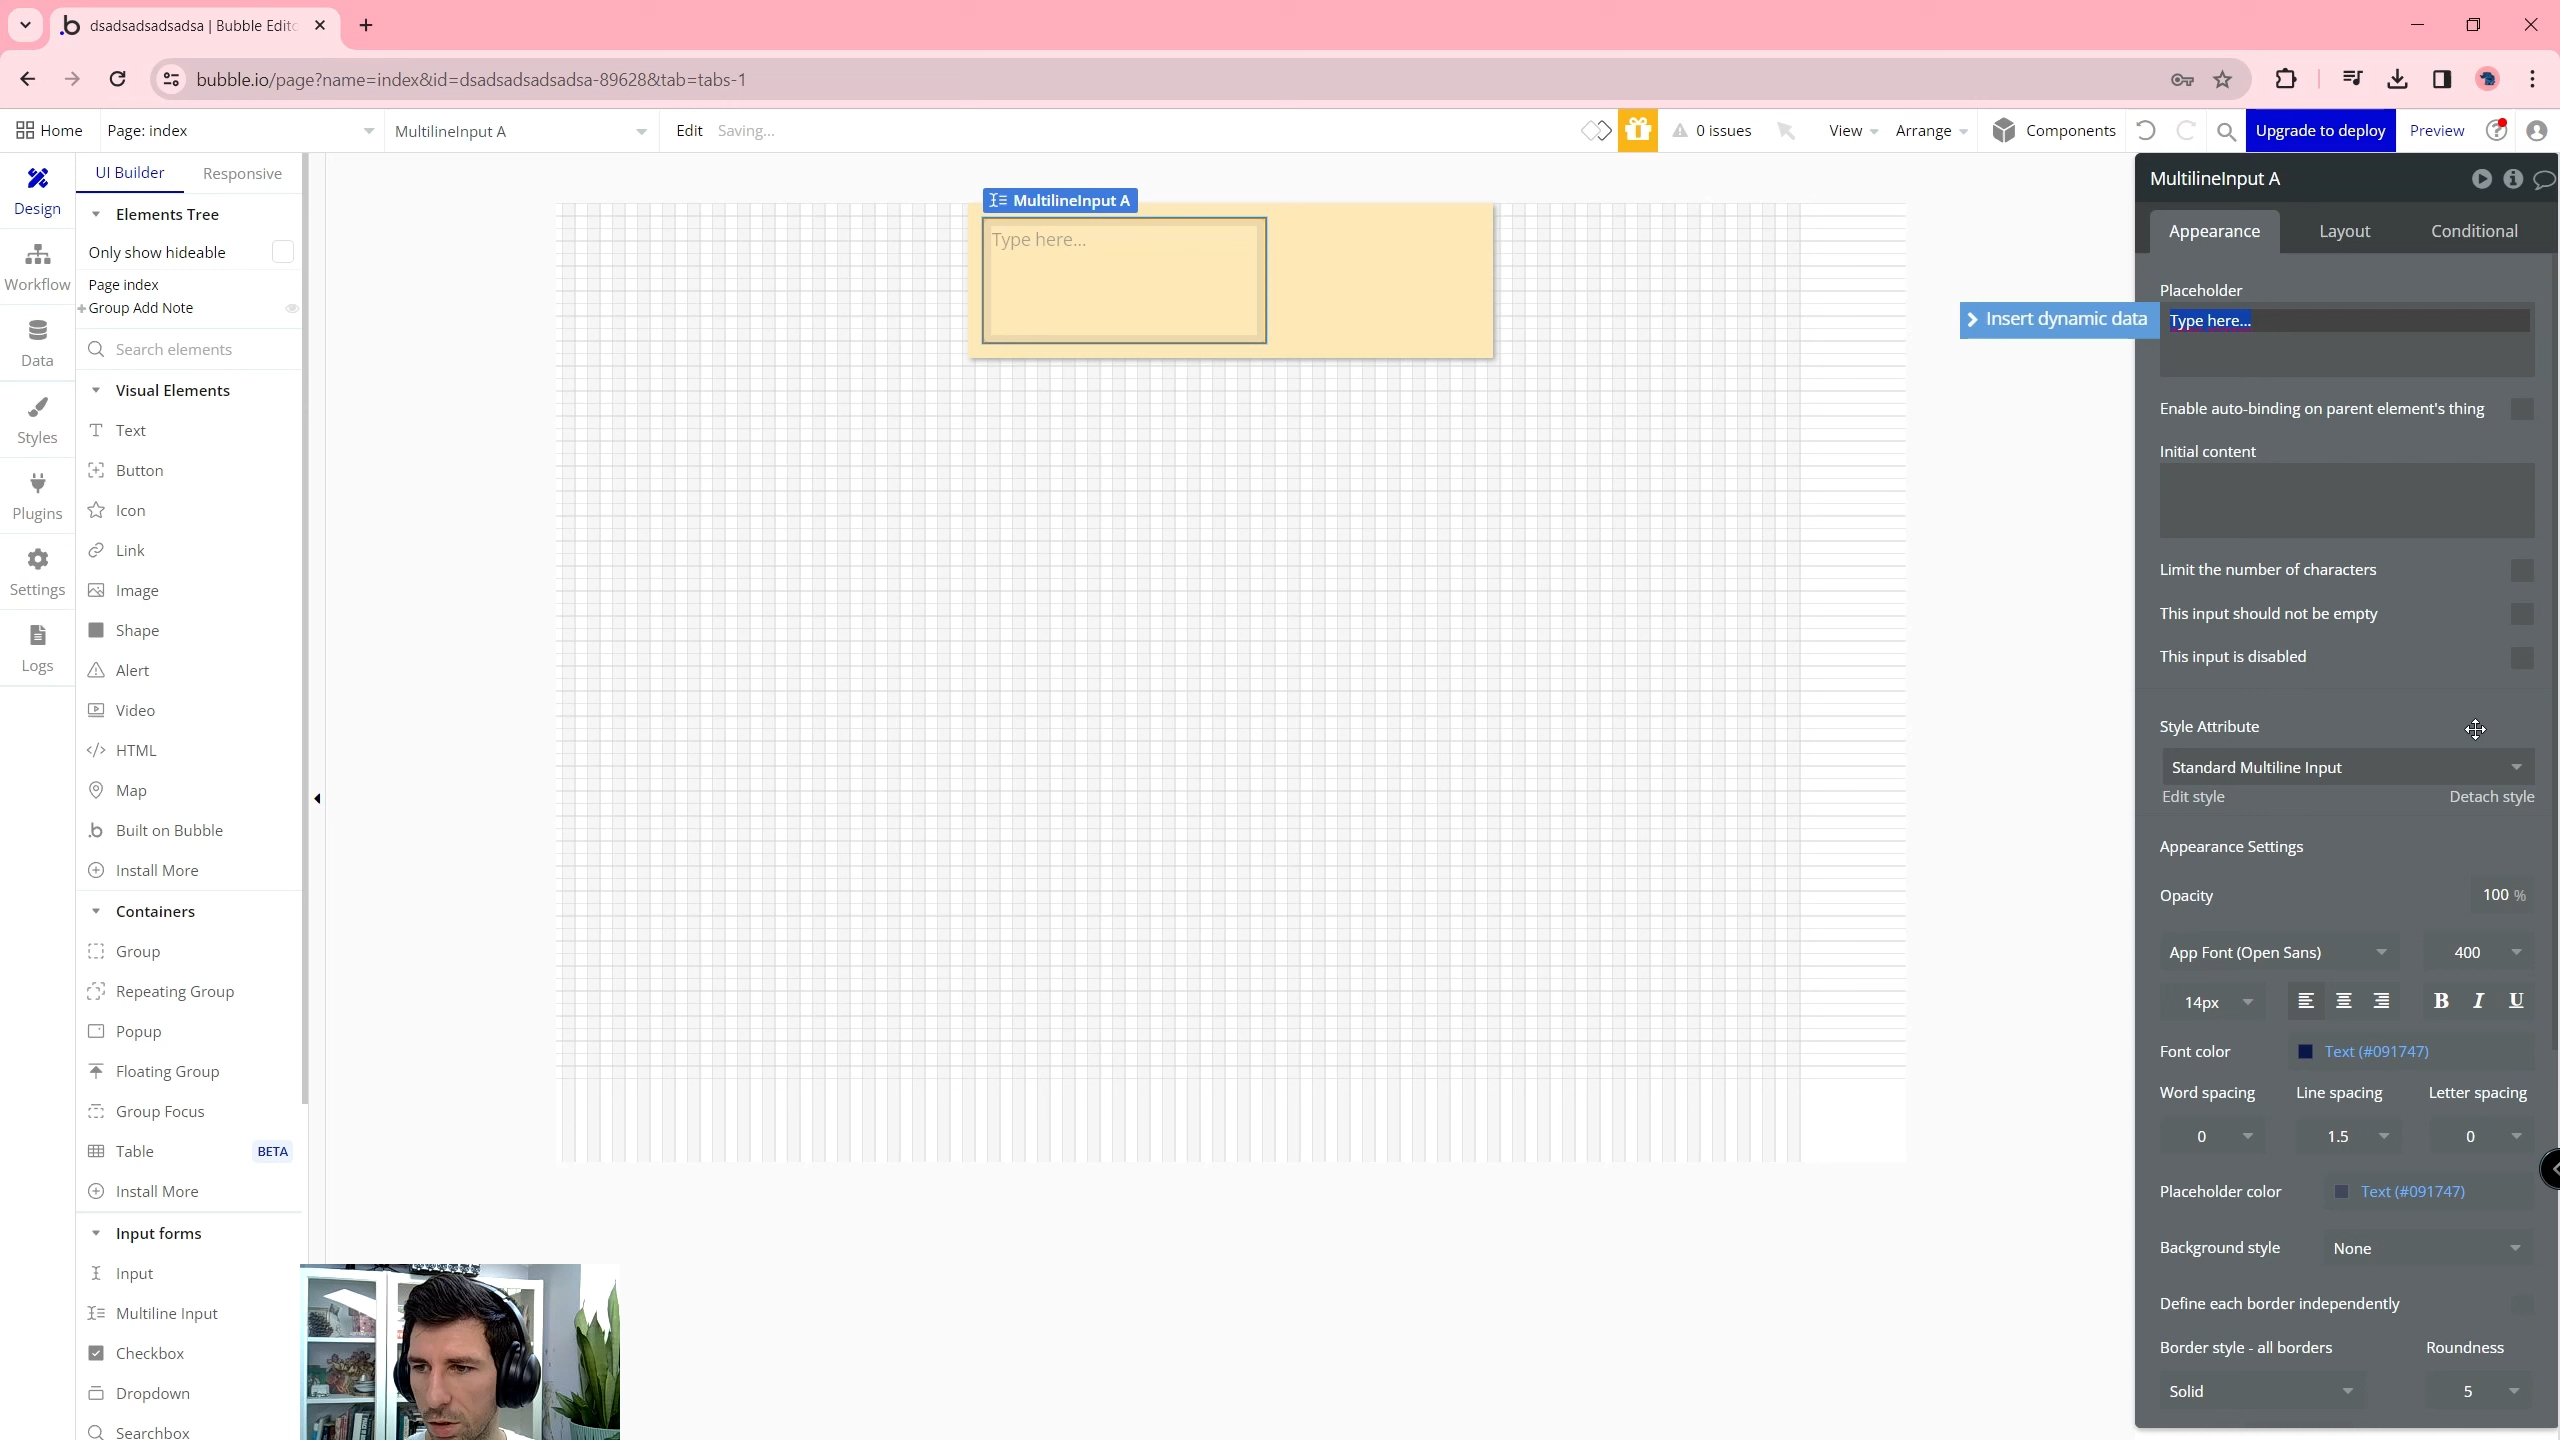 dsadsadsadsadsa | Bubble Edito
bubble.io/page?name=index&id=dsadsadsadsadsa-89628&tab=tabs-1
Home
Page: index
MultilineInput A
Edit
Saving...
0 issues
View
Arrange
Components
Upgrade to deploy
Preview
Design
Workflow
Data
Styles
Plugins
Settings
Logs
UI Builder
Responsive
Elements Tree
Only show hideable
Page index
Group Add Note
Search elements
Visual Elements
Text
Button
Icon
Link
Image
Shape
Alert
Video
HTML
Map
Built on Bubble
Install More
Containers
Group
Repeating Group
Popup
Floating Group
Group Focus
Table
BETA
Install More
Input forms
Input
Multiline Input
Checkbox
Dropdown
Searchbox
MultilineInput A
Type here...
MultilineInput A
Appearance
Layout
Conditional
Placeholder
Insert dynamic data
Type here...
Enable auto-binding on parent element's thing
Initial content
Limit the number of characters
This input should not be empty
This input is disabled
Style Attribute
Standard Multiline Input
Edit style
Detach style
Appearance Settings
Opacity
100 %
App Font (Open Sans)
400
14px
B I U
Font color
Text (#091747)
Word spacing
Line spacing
Letter spacing
0
1.5
0
Placeholder color
Text (#091747)
Background style
None
Define each border independently
Border style - all borders
Roundness
Solid
5